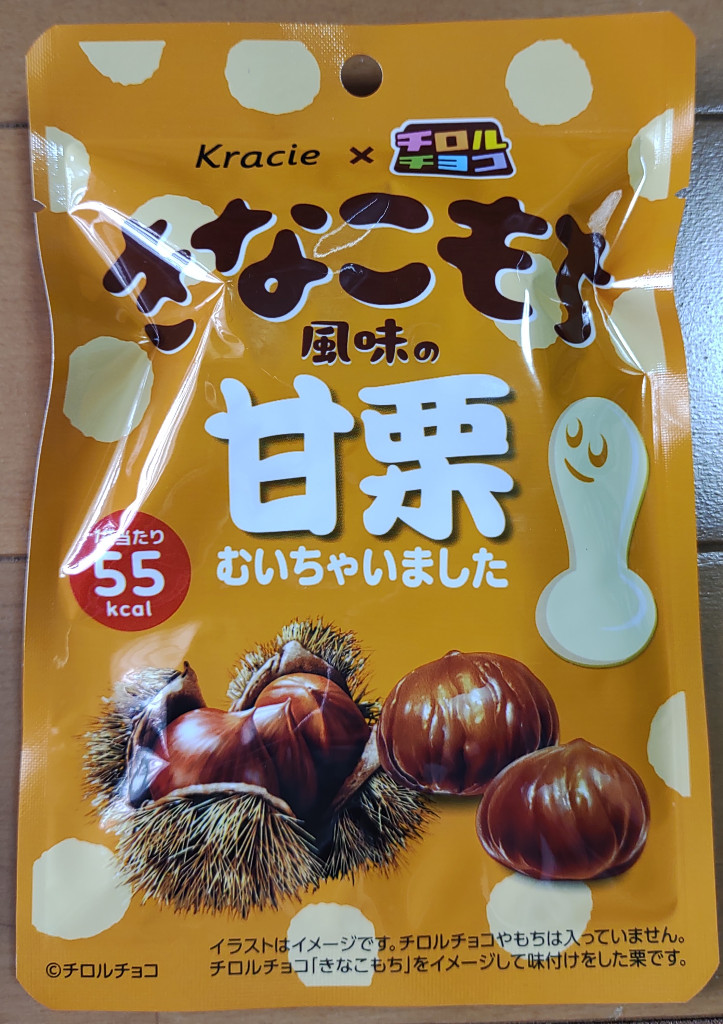 Kracie × チロルチョコ
きなこもち
風味の
甘栗
むいちゃいました
当たり
55
kcal
イラストはイメージです。チロルチョコやもちは入っていません。
チロルチョコ「きなこもち」をイメージして味付けをした栗です。
©チロルチョコ